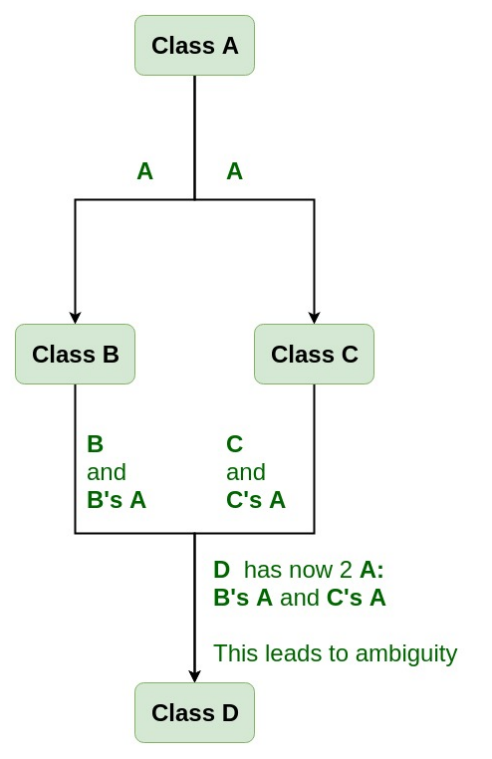 Class A
A
A
Class B
Class C
B
and
B's A
C
and
C's A
D has now 2 A:
B's A and C's A
This leads to ambiguity
Class D